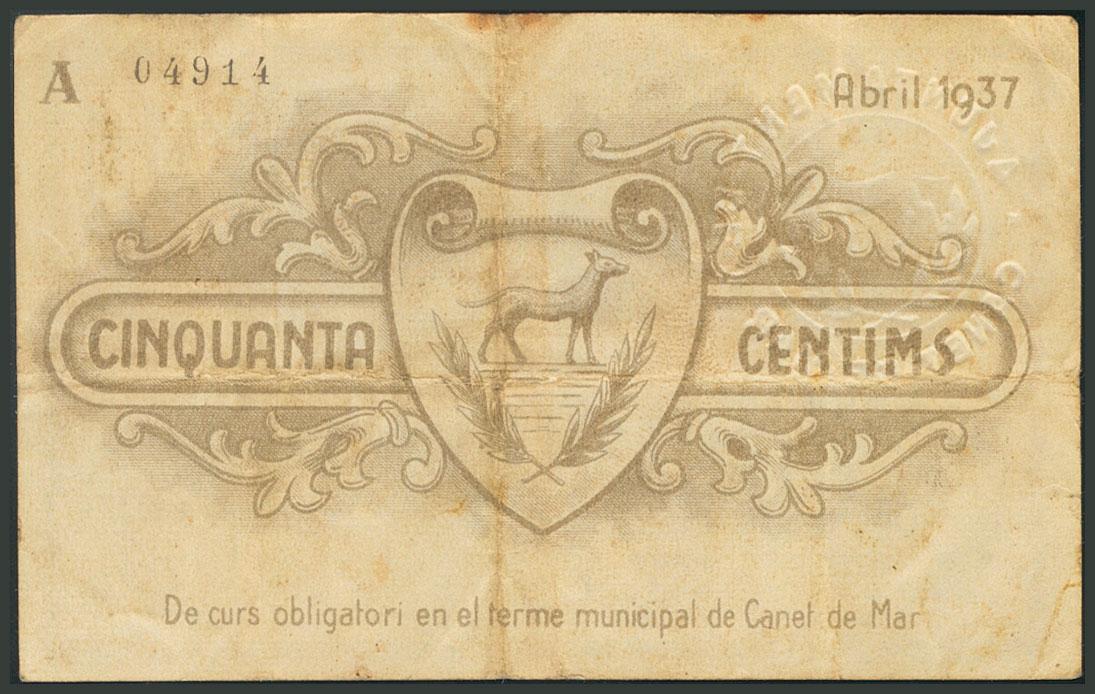 A 04914
Abril 1937
CINQUANTA CENTIMS
De curs obligatori en el terme municipal de Canet de Mar